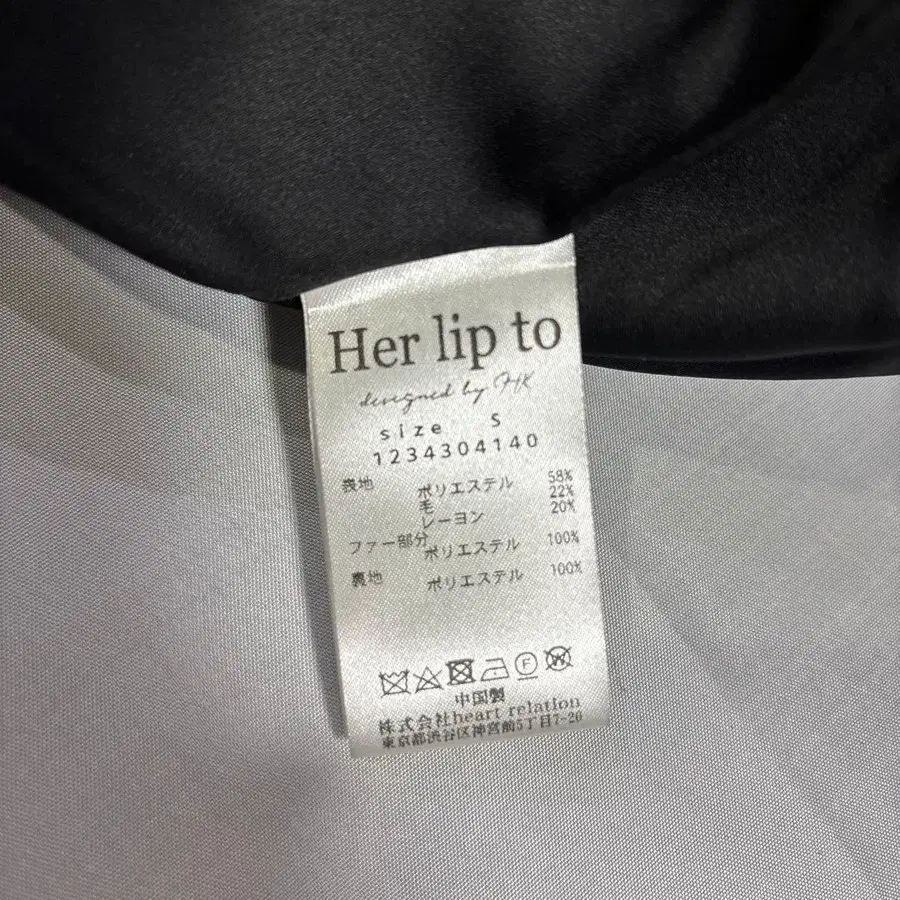 Her lip to
designed by HK
size S
1234304140
表地 ポリエステル 58%
毛 22%
レーヨン 20%
ファー部分 ポリエステル 100%
裏地 ポリエステル 100%
F W
中国製
株式会社heart relation
東京都渋谷区神宮前5丁目7-20